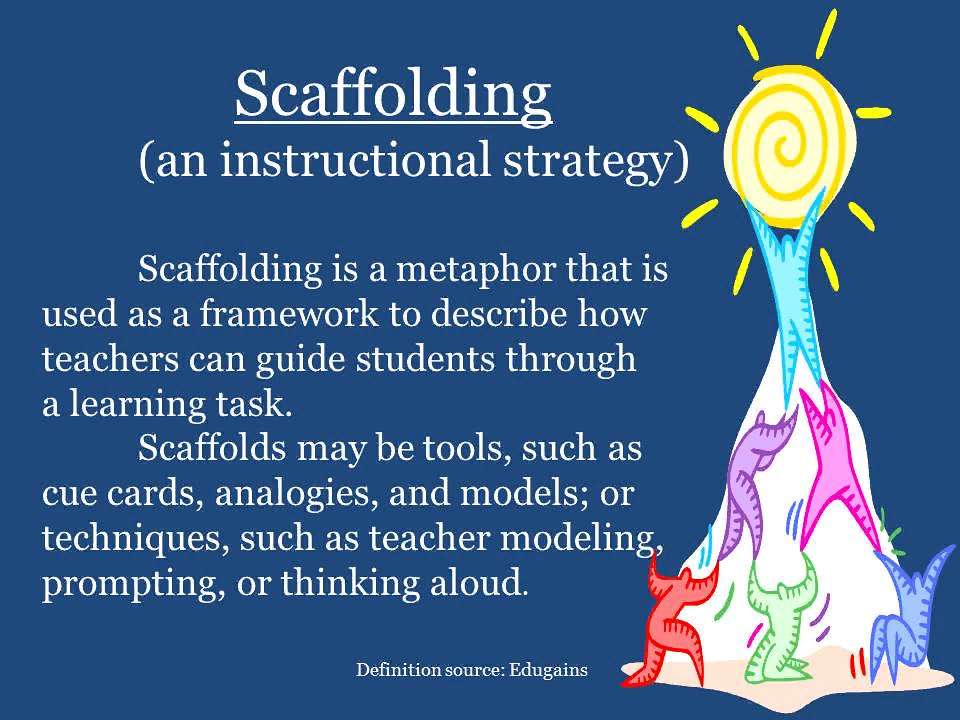 Scaffolding
(an instructional strategy)
Scaffolding is a metaphor that is
used as a framework to describe how
teachers can guide students through
a learning task.
Scaffolds may be tools, such as
cue cards, analogies, and models; or
techniques, such as teacher modeling,
prompting, or thinking aloud.
Definition source: Edugains